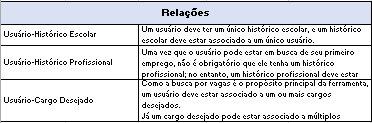 Relações
Usuário-Histórico Escolar
Um usuário deve ter um único histórico escolar, e um histórico
escolar deve estar associado a um único usuário.
Usuário-Histórico Profissional
Uma vez que o usuário pode estar em busca de seu primeiro
emprego, não é obrigatório que ele tenha um histórico
profissional; no entanto, um histórico profissional deve estar
Usuário-Cargo Desejado
Como a busca por vagas é o propósito principal da ferramenta,
um usuário deve estar associado a um ou mais cargos
desejados.
Já um cargo desejado pode estar associado a múltiplos